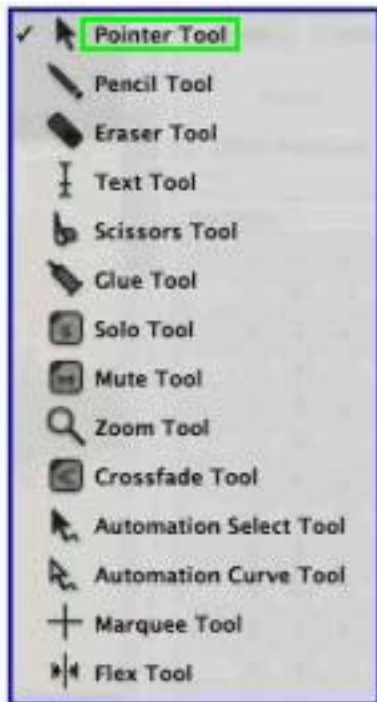 Pointer Tool
Pencil Tool
Eraser Tool
Text Tool
Scissors Tool
Glue Tool
Solo Tool
Mute Tool
Zoom Tool
Crossfade Tool
Automation Select Tool
Automation Curve Tool
Marquee Tool
Flex Tool